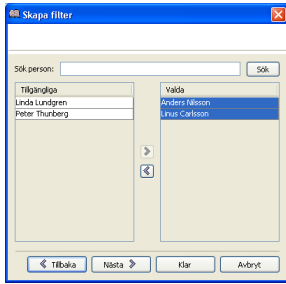 Skapa filter
Sök person: Sök
Tillgängliga Valda
Linda Lundgren Anders Nilsson
Peter Thunberg Linus Carlsson
Tillbaka Nästa Klar Avbryt